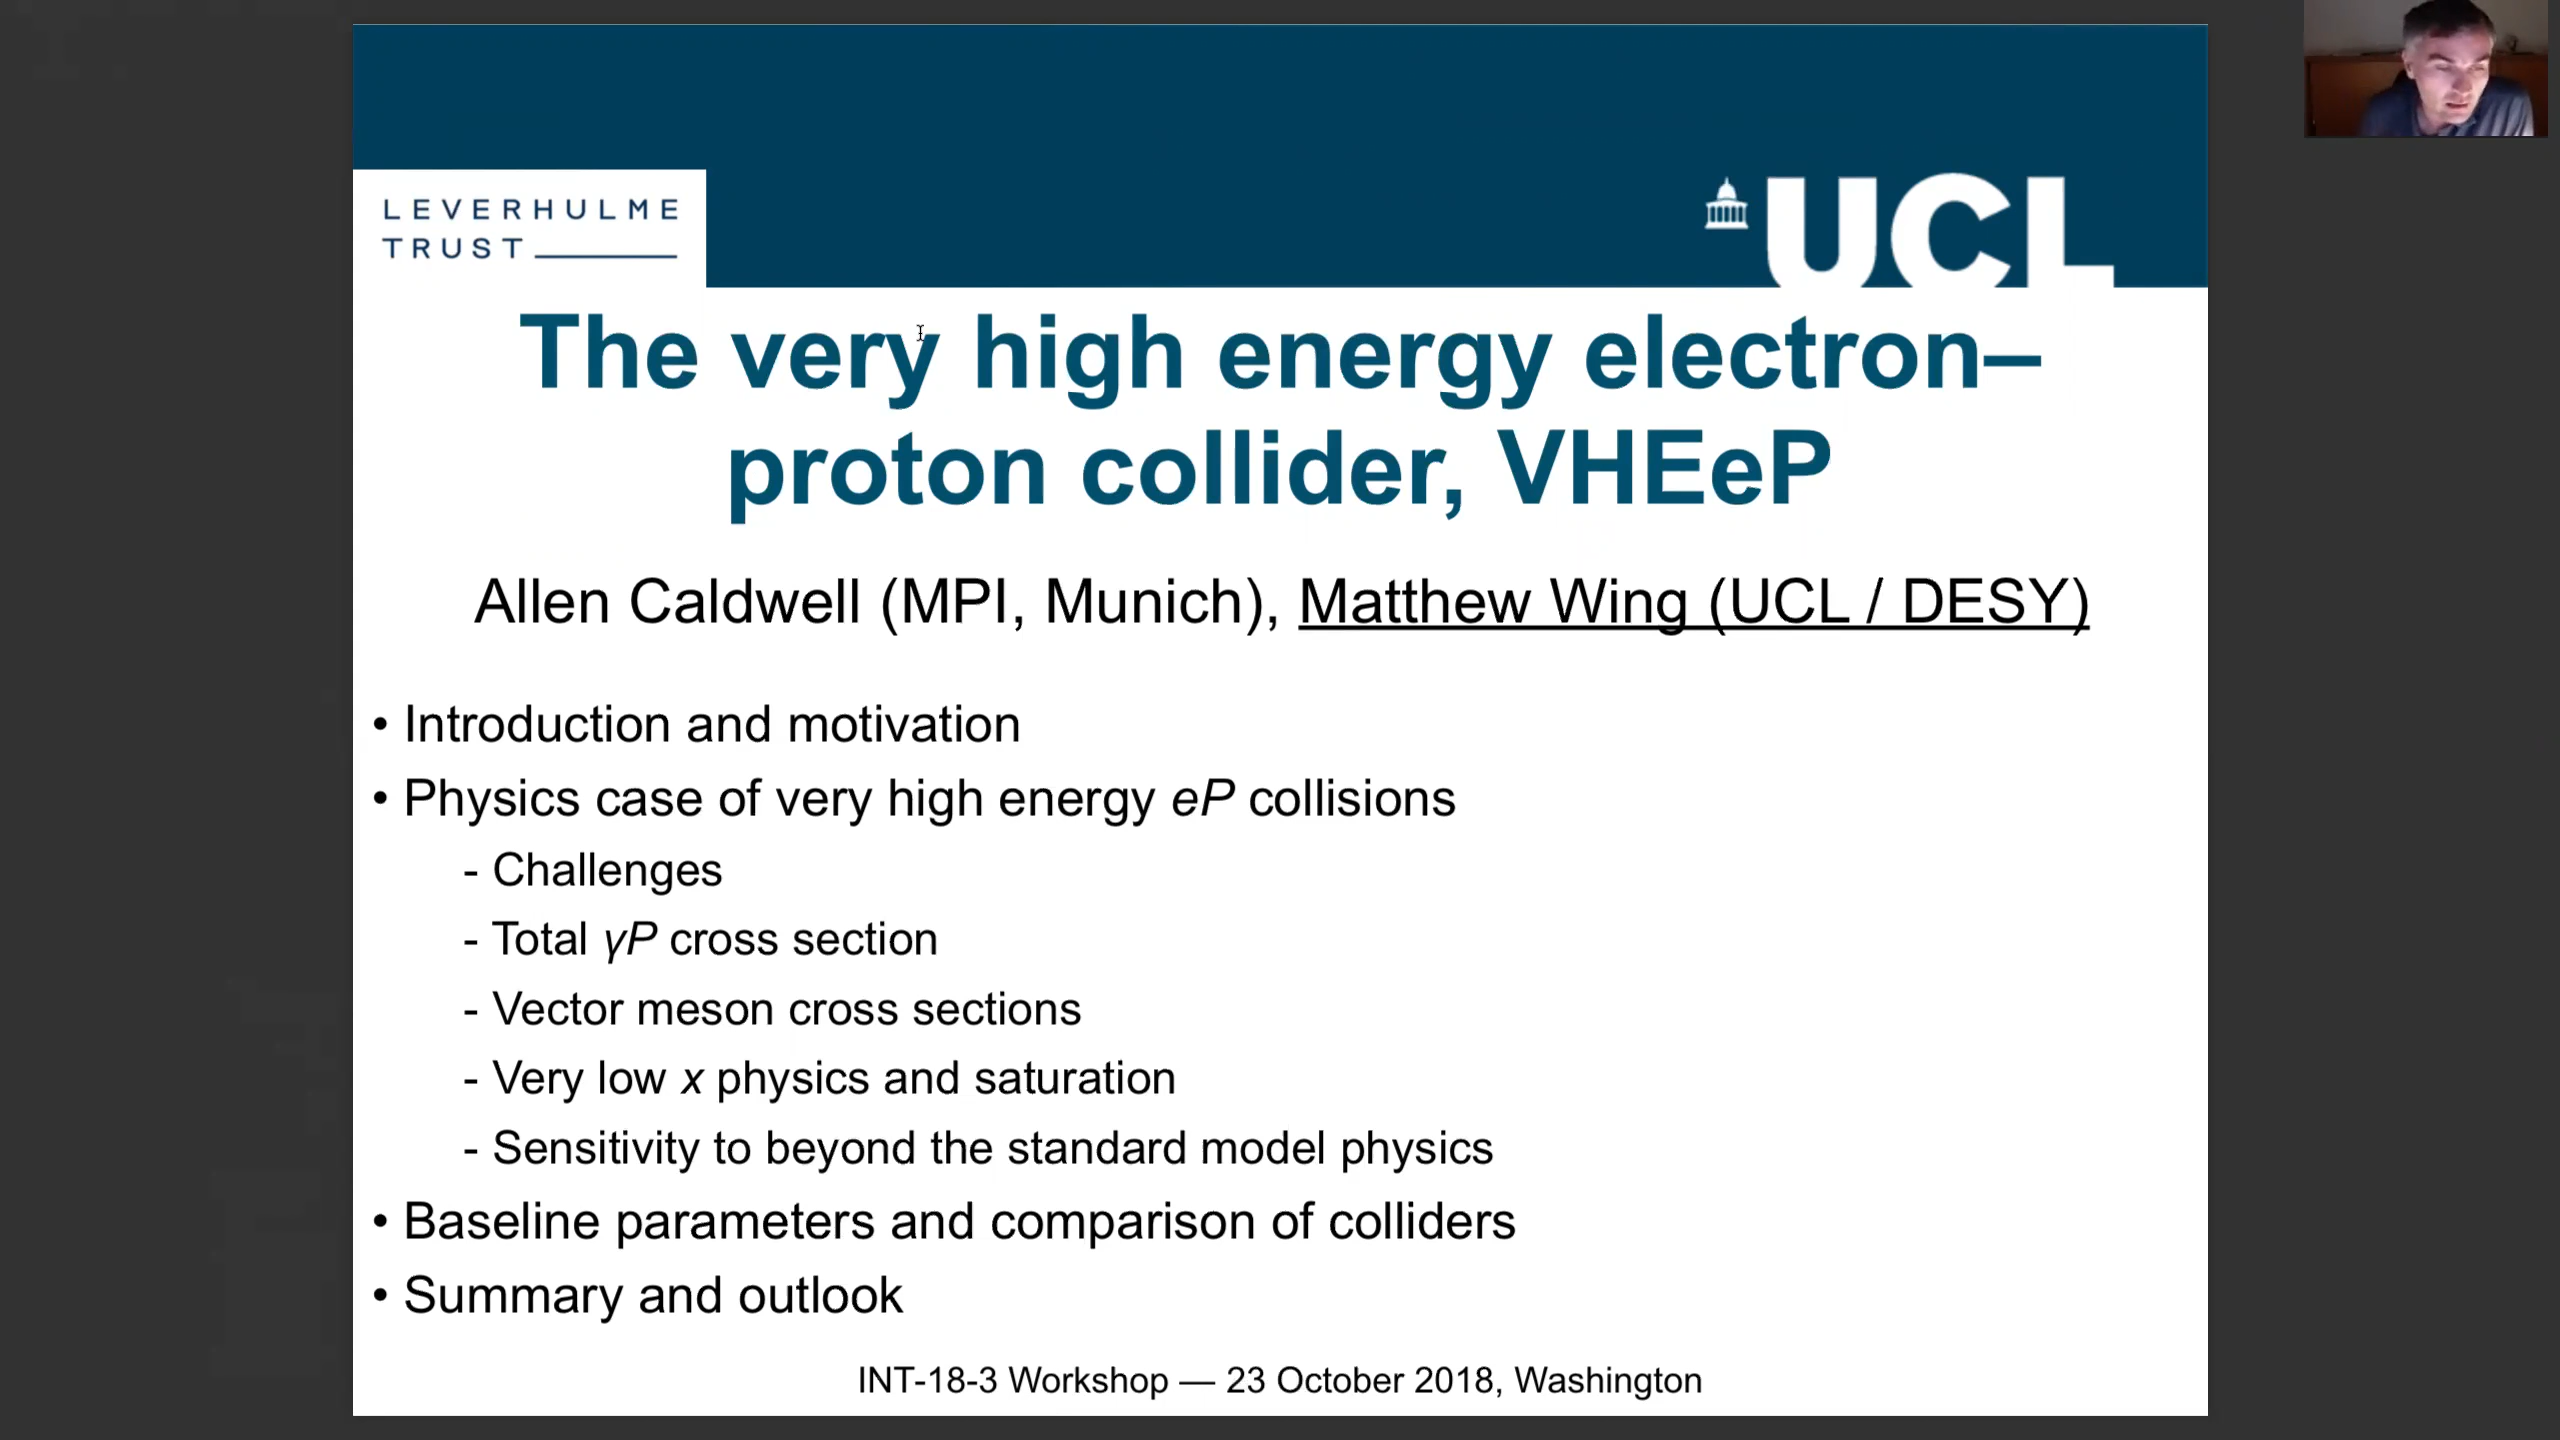 LEVERHULME
TRUST
UCL
The very high energy electron–
proton collider, VHEeP
Allen Caldwell (MPI, Munich), Matthew Wing (UCL / DESY)
• Introduction and motivation
• Physics case of very high energy eP collisions
- Challenges
- Total γP cross section
- Vector meson cross sections
- Very low x physics and saturation
- Sensitivity to beyond the standard model physics
• Baseline parameters and comparison of colliders
• Summary and outlook
INT-18-3 Workshop — 23 October 2018, Washington